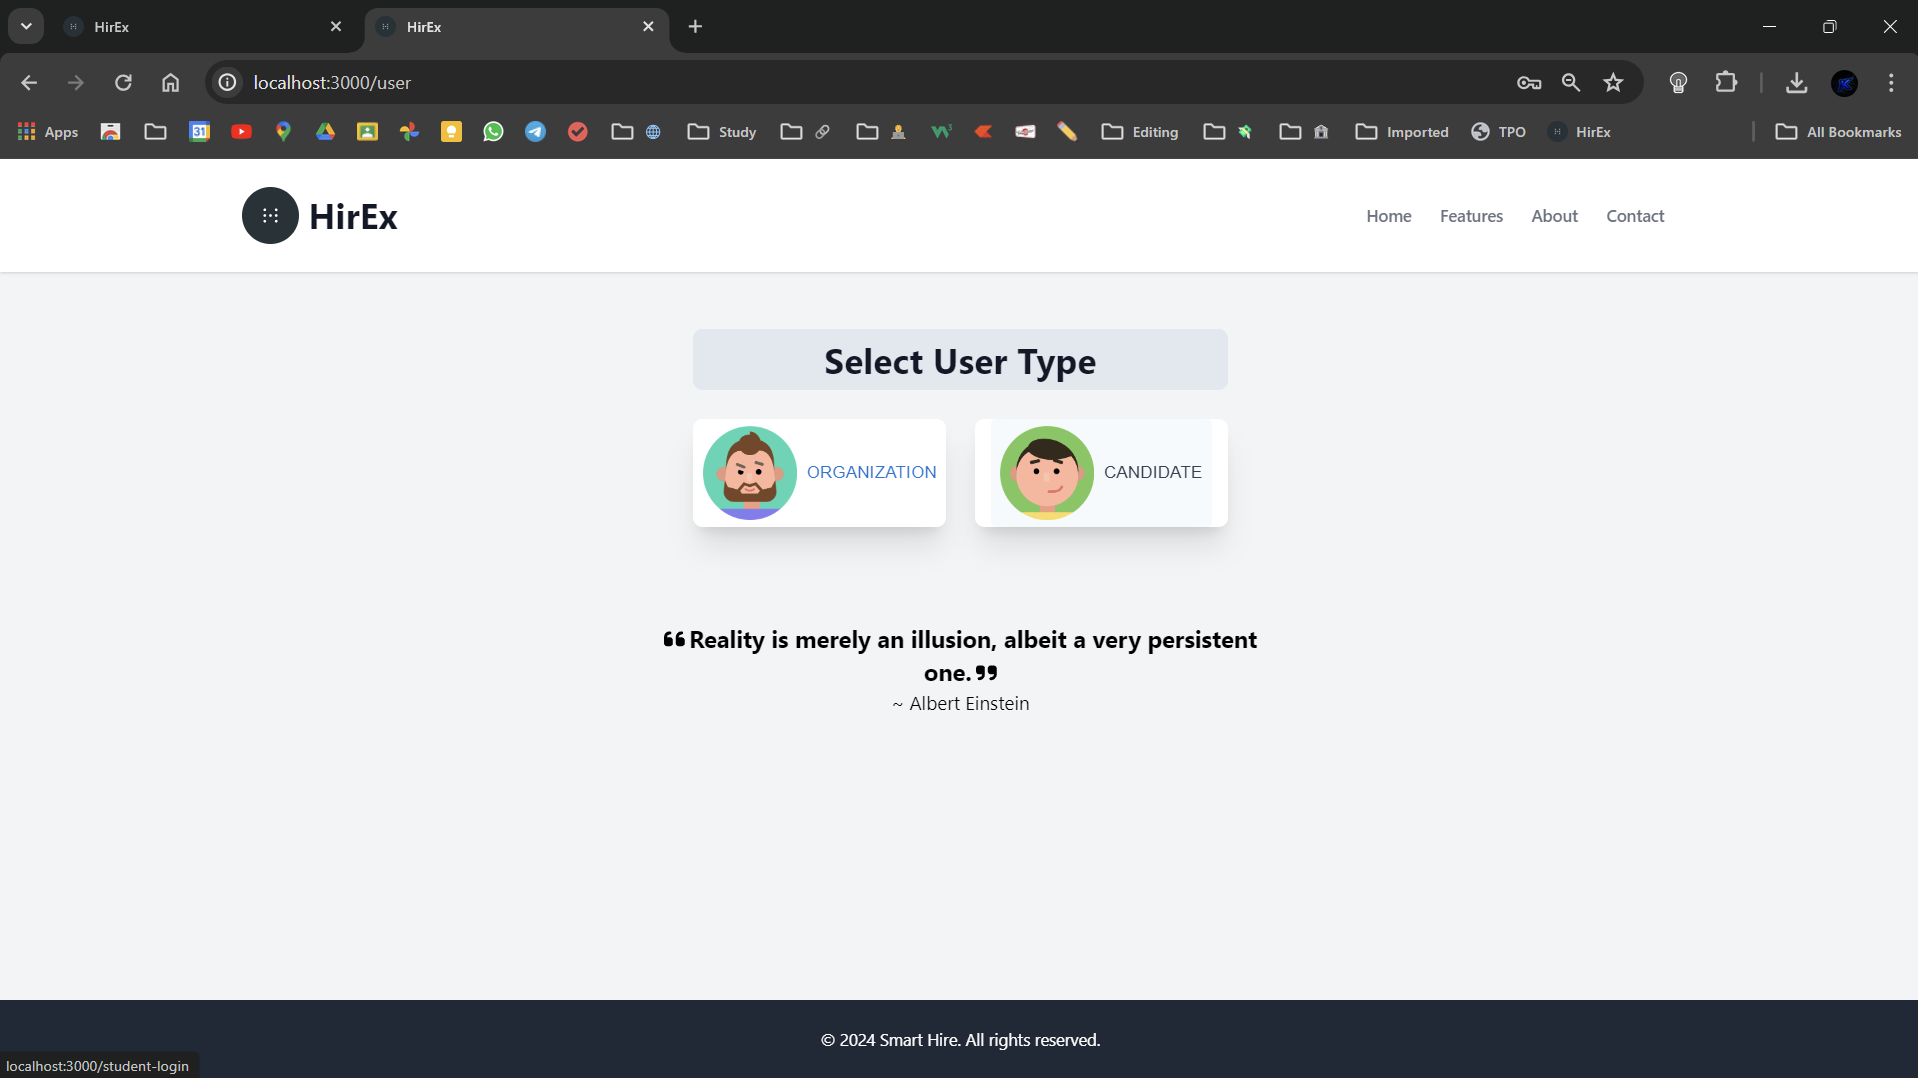 HirEx
HirEx
localhost:3000/user
Apps
31
Study
Editing
Imported
TPO
HirEx
All Bookmarks
HirEx
Home
Features
About
Contact
Select User Type
ORGANIZATION
CANDIDATE
❝Reality is merely an illusion, albeit a very persistent
one.❞
~ Albert Einstein
© 2024 Smart Hire. All rights reserved.
localhost:3000/student-login